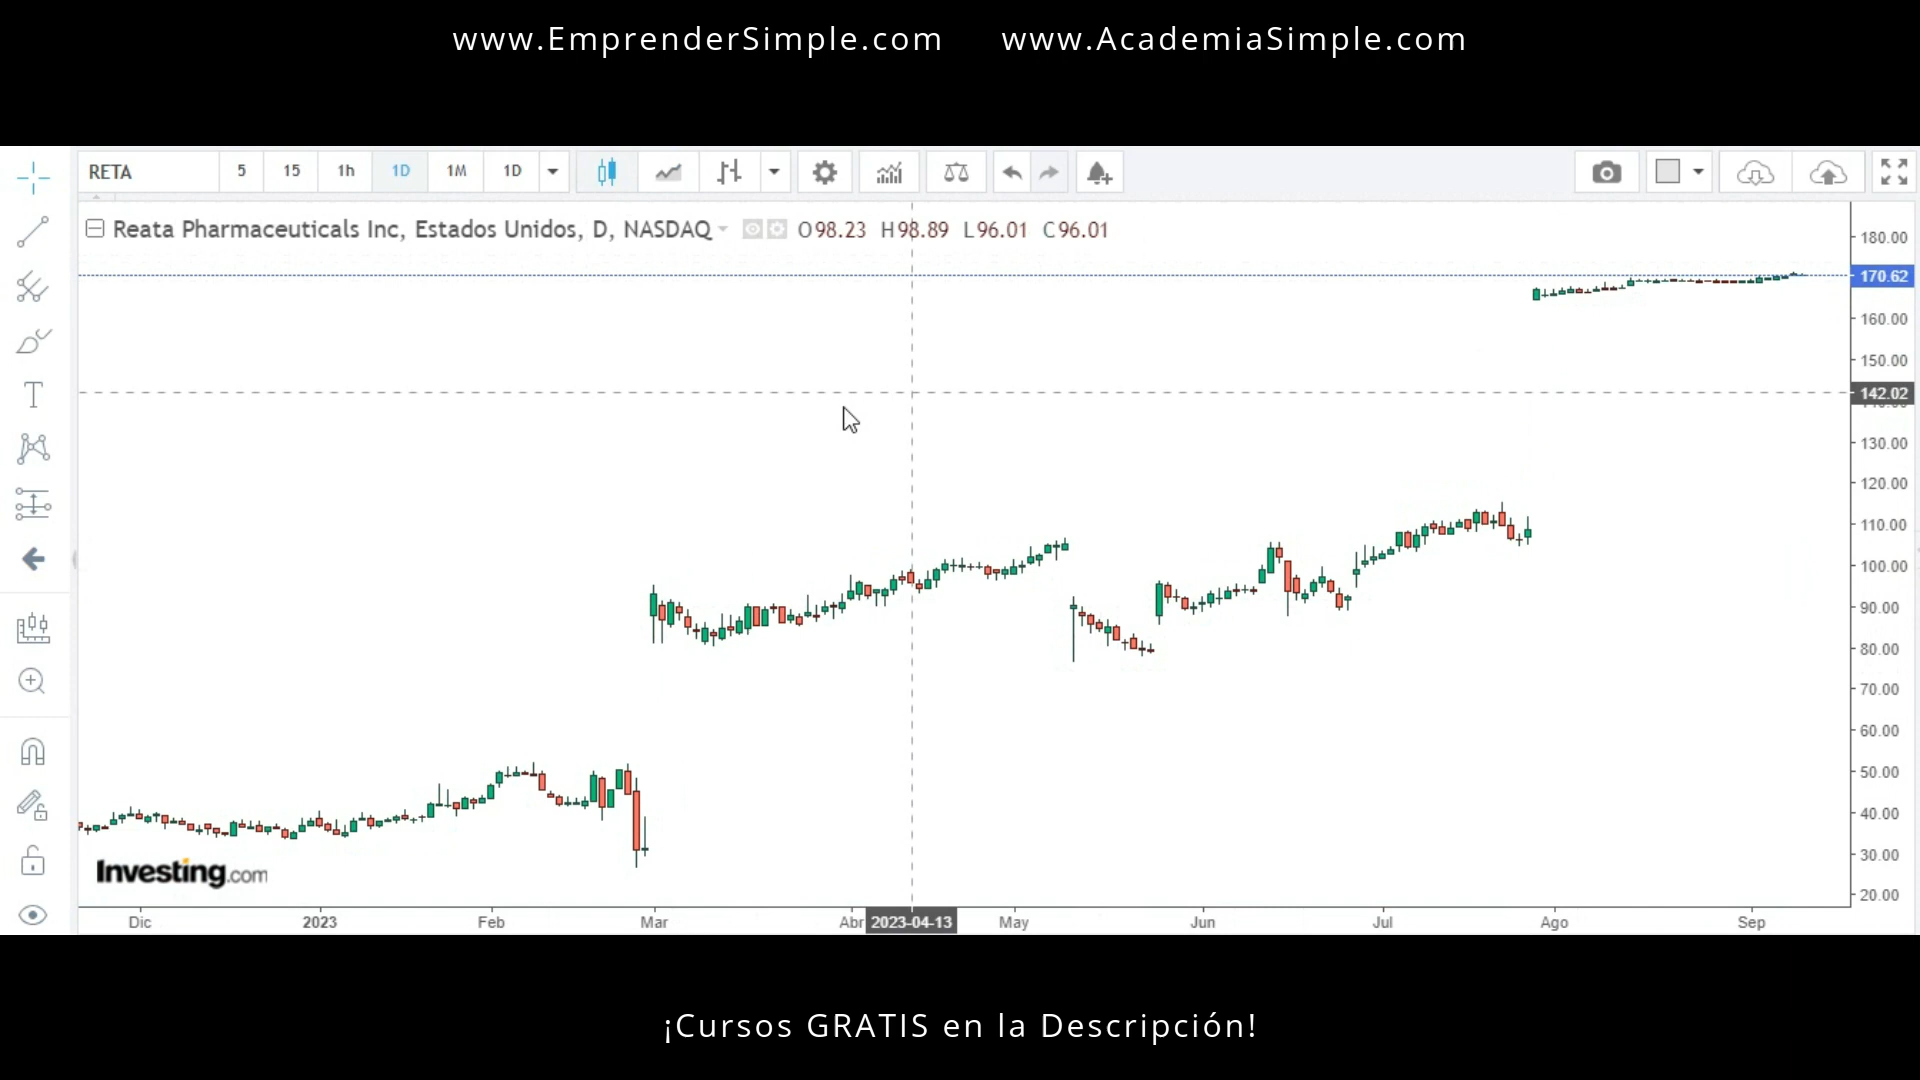 www.EmprenderSimple.com www.AcademiaSimple.com
RETA 5 15 1h 1D 1M 1D
Reata Pharmaceuticals Inc, Estados Unidos, D, NASDAQ O98.23 H98.89 L96.01 C96.01
180.00
170.62
160.00
150.00
142.02
130.00
120.00
110.00
100.00
90.00
80.00
70.00
60.00
50.00
40.00
30.00
20.00
Investing.com
Dic 2023 Feb Mar Abr 2023-04-13 May Jun Jul Ago Sep
¡Cursos GRATIS en la Descripción!